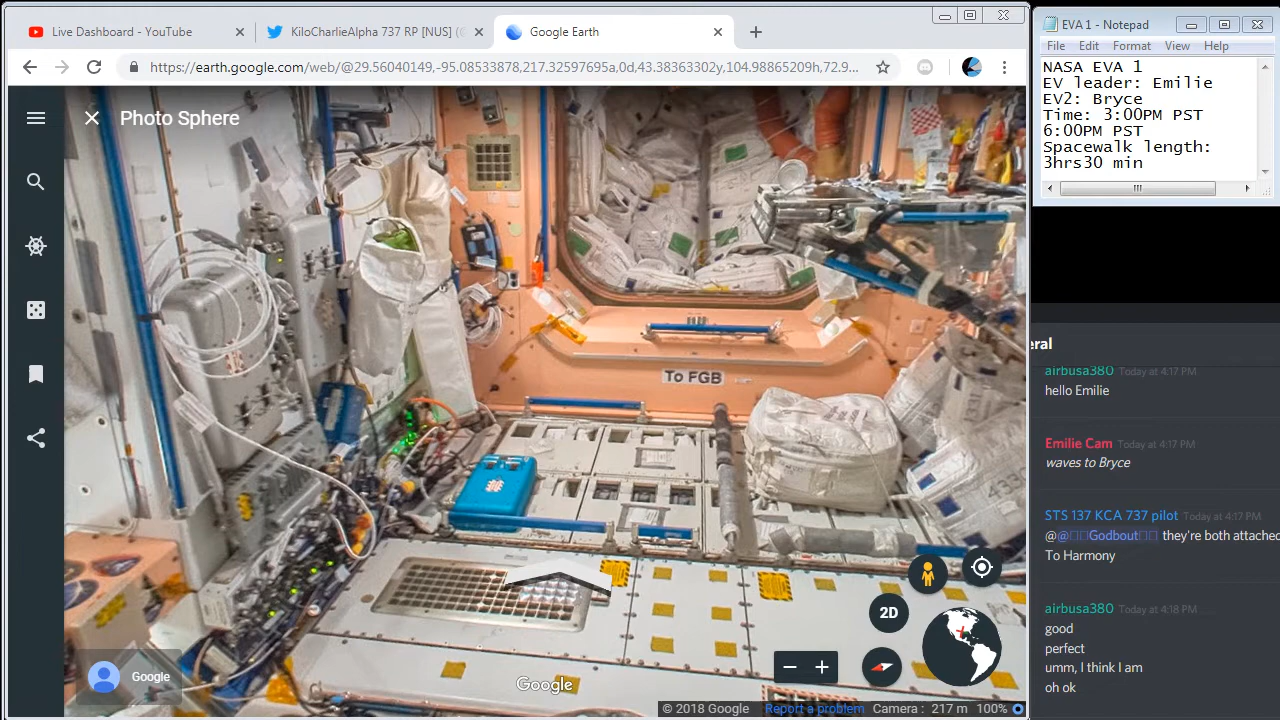 Live Dashboard - YouTube
KiloCharlieAlpha 737 RP [NUS] (
Google Earth
https://earth.google.com/web/@29.56040149,-95.08533878,217.32597695a,0d,43.38363302y,104.99865209h,72.9...
Photo Sphere
To FGB
2D
Google
Google
© 2018 Google
Report a problem
Camera : 217 m 100%
EVA 1 - Notepad
File Edit Format View Help
NASA EVA 1
EV leader: Emilie
EV2: Bryce
Time: 3:00PM PST
6:00PM PST
Spacewalk length:
3hrs30 min
eral
airbusa380 Today at 4:17 PM
hello Emilie
Emilie Cam Today at 4:17 PM
waves to Bryce
STS 137 KCA 737 pilot Today at 4:17 PM
@@Godbout they're both attached
To Harmony
airbusa380 Today at 4:18 PM
good
perfect
umm, I think I am
oh ok